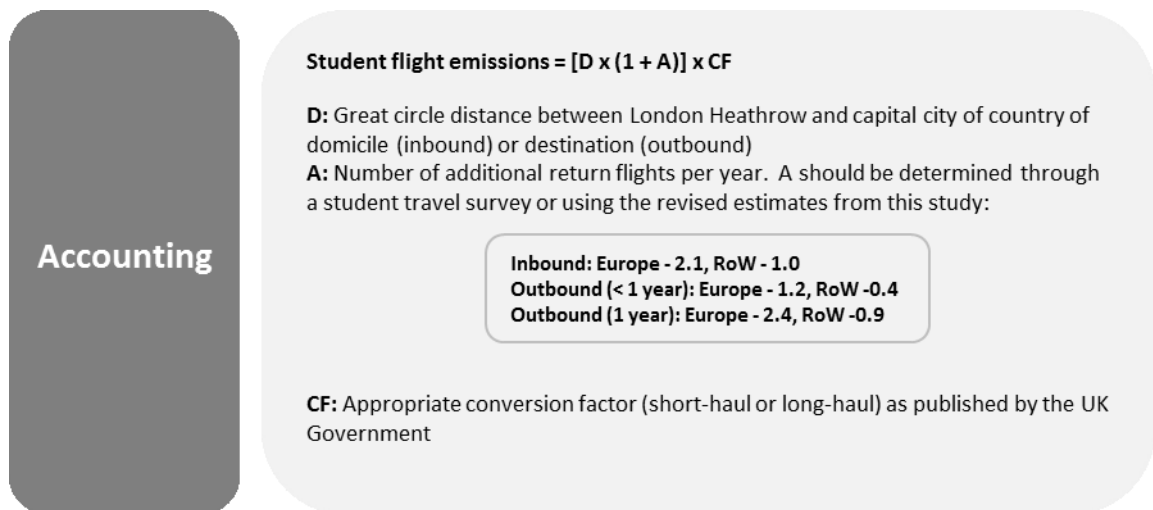 Accounting
Student flight emissions = [D x (1 + A)] x CF
D: Great circle distance between London Heathrow and capital city of country of
domicile (inbound) or destination (outbound)
A: Number of additional return flights per year. A should be determined through
a student travel survey or using the revised estimates from this study:
Inbound: Europe - 2.1, RoW - 1.0
Outbound (< 1 year): Europe - 1.2, RoW -0.4
Outbound (1 year): Europe - 2.4, RoW -0.9
CF: Appropriate conversion factor (short-haul or long-haul) as published by the UK
Government